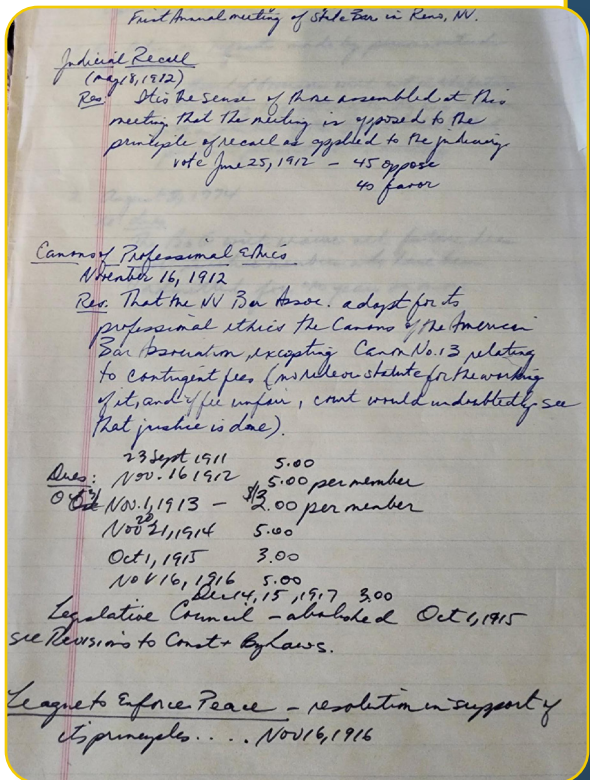 First Annual meeting of State Bar in Reno, NV.
Judicial Recall
(May 18, 1912)
Res. It is the sense of those assembled at this
meeting that the meeting is opposed to the
principle of recall as applied to the judiciary
vote June 25, 1912 – 45 oppose
40 favor
Canons of Professional Ethics
November 16, 1912
Res. That the NV Bar Assoc. adopt for its
professional ethics the Canons of the American
Bar Association, excepting Canon No. 13 relating
to contingent fees (no rule or statute for the working
of it, and if fee unfair, court would undoubtedly see
that justice is done).
23 Sept 1911 5.00
Dues: Nov. 16 1912 5.00 per member
Nov. 1, 1913 – 2.00 per member
Nov 21, 1914 5.00
Oct 1, 1915 3.00
Nov 16, 1916 5.00
Dec 14, 15, 1917 3.00
Legislative Council – abolished Oct 1, 1915
see Revisions to Const + By Laws.
League to Enforce Peace – resolution in support of
its principles .... Nov 16, 1916